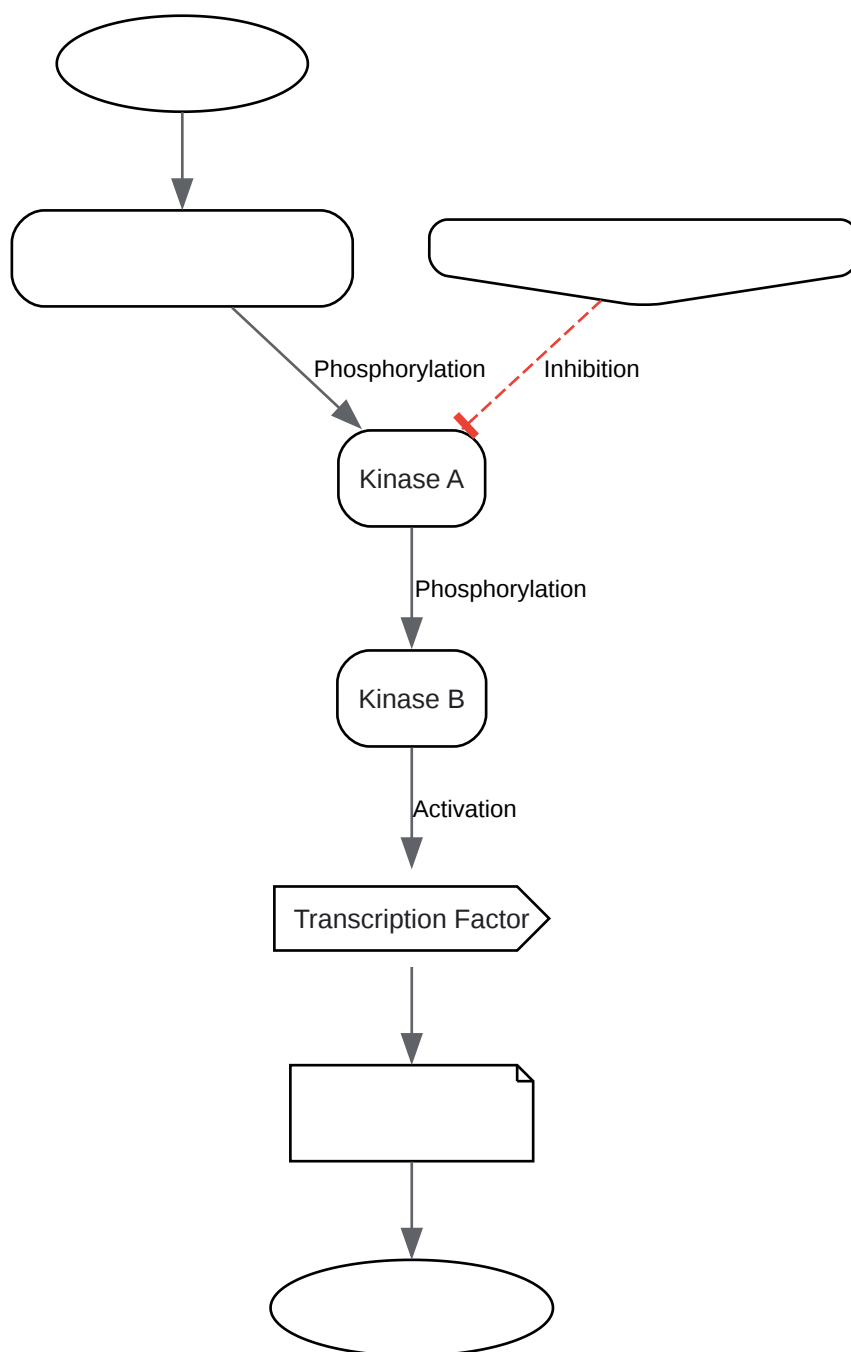 Phosphorylation
Inhibition
Kinase A
Phosphorylation
Kinase B
Activation
Transcription Factor